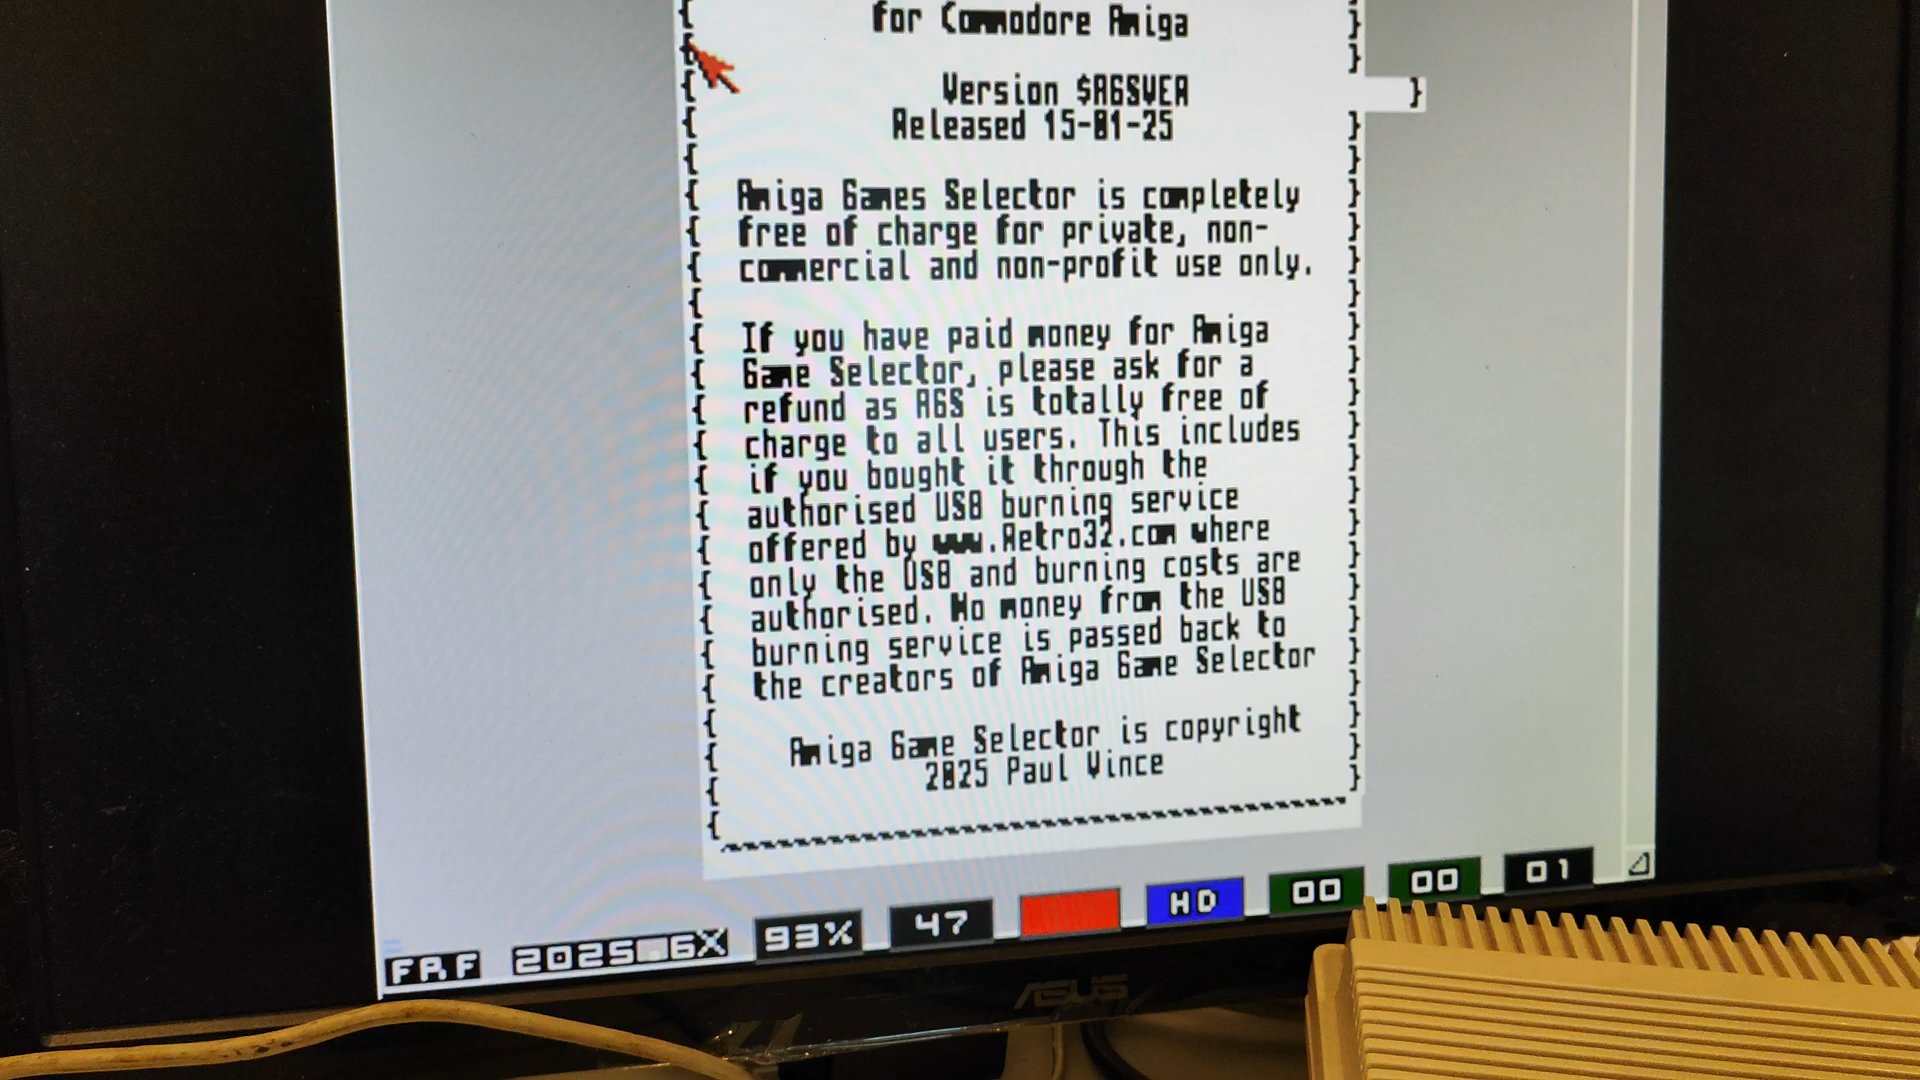 for Commodore Amiga
Version $AGSVER
Released 15-01-25
Amiga Games Selector is completely
free of charge for private, non-
commercial and non-profit use only.
If you have paid money for Amiga
Game Selector, please ask for a
refund as AGS is totally free of
charge to all users. This includes
if you bought it through the
authorised USB burning service
offered by www.Retro32.com where
only the USB and burning costs are
authorised. No money from the USB
burning service is passed back to
the creators of Amiga Game Selector
Amiga Game Selector is copyright
2025 Paul Vince
93% 47 HD 00 00 01
ASUS